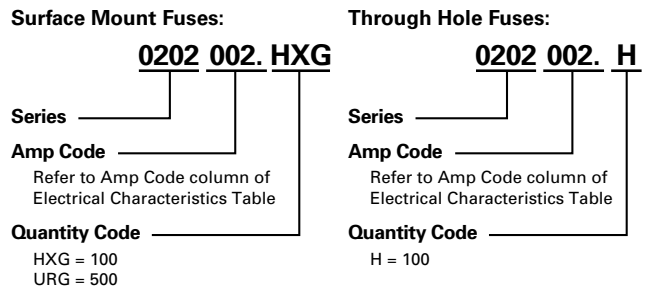 Surface Mount Fuses:
0202 002. HXG
Series
Amp Code
Refer to Amp Code column of
Electrical Characteristics Table
Quantity Code
HXG = 100
URG = 500
Through Hole Fuses:
0202 002. H
Series
Amp Code
Refer to Amp Code column of
Electrical Characteristics Table
Quantity Code
H = 100